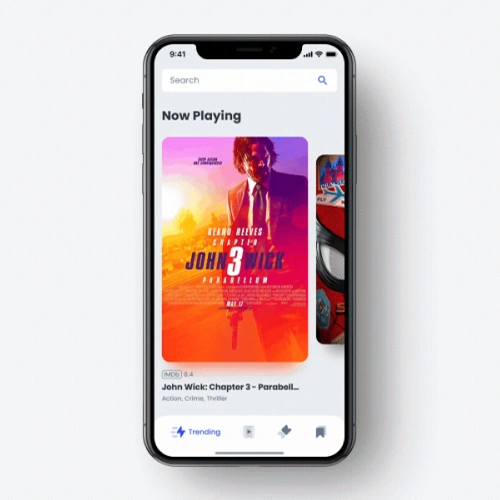 9:41
Search
Now Playing
KEANU REEVES
CHAPTER
JOHN 3 WICK
PARABELLUM
MAY 17
FLY
IMDb 8.4
John Wick: Chapter 3 - Parabell...
Action, Crime, Thriller
Trending